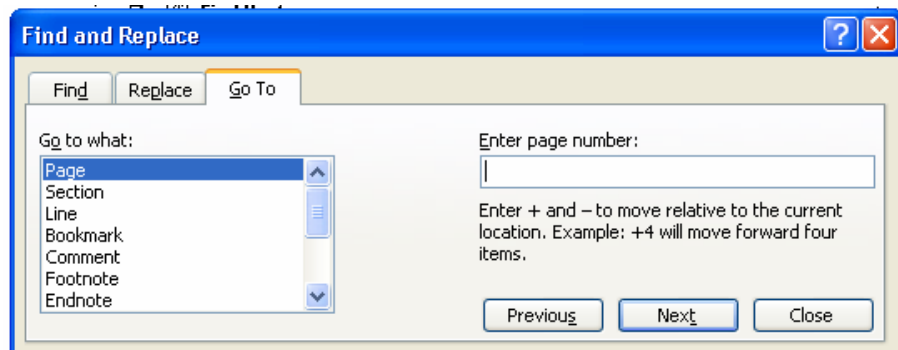 Find and Replace
Find Replace Go To
Go to what:
Page
Section
Line
Bookmark
Comment
Footnote
Endnote
Enter page number:
Enter + and – to move relative to the current
location. Example: +4 will move forward four
items.
Previous Next Close